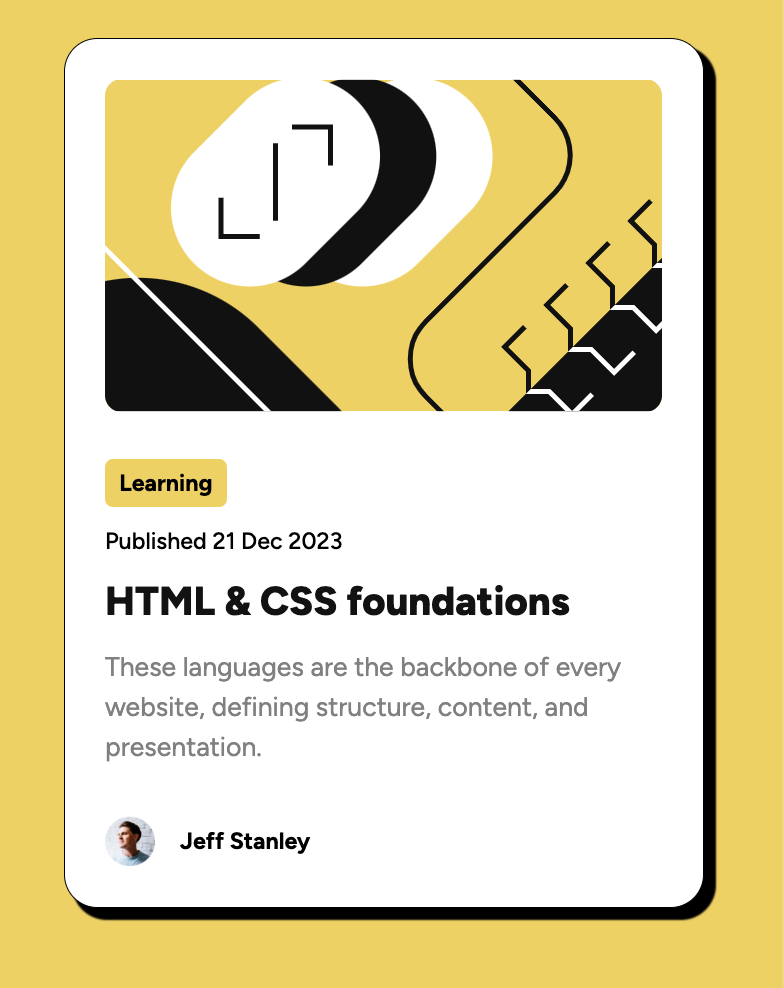 Learning
Published 21 Dec 2023
HTML & CSS foundations
These languages are the backbone of every
website, defining structure, content, and
presentation.
Jeff Stanley